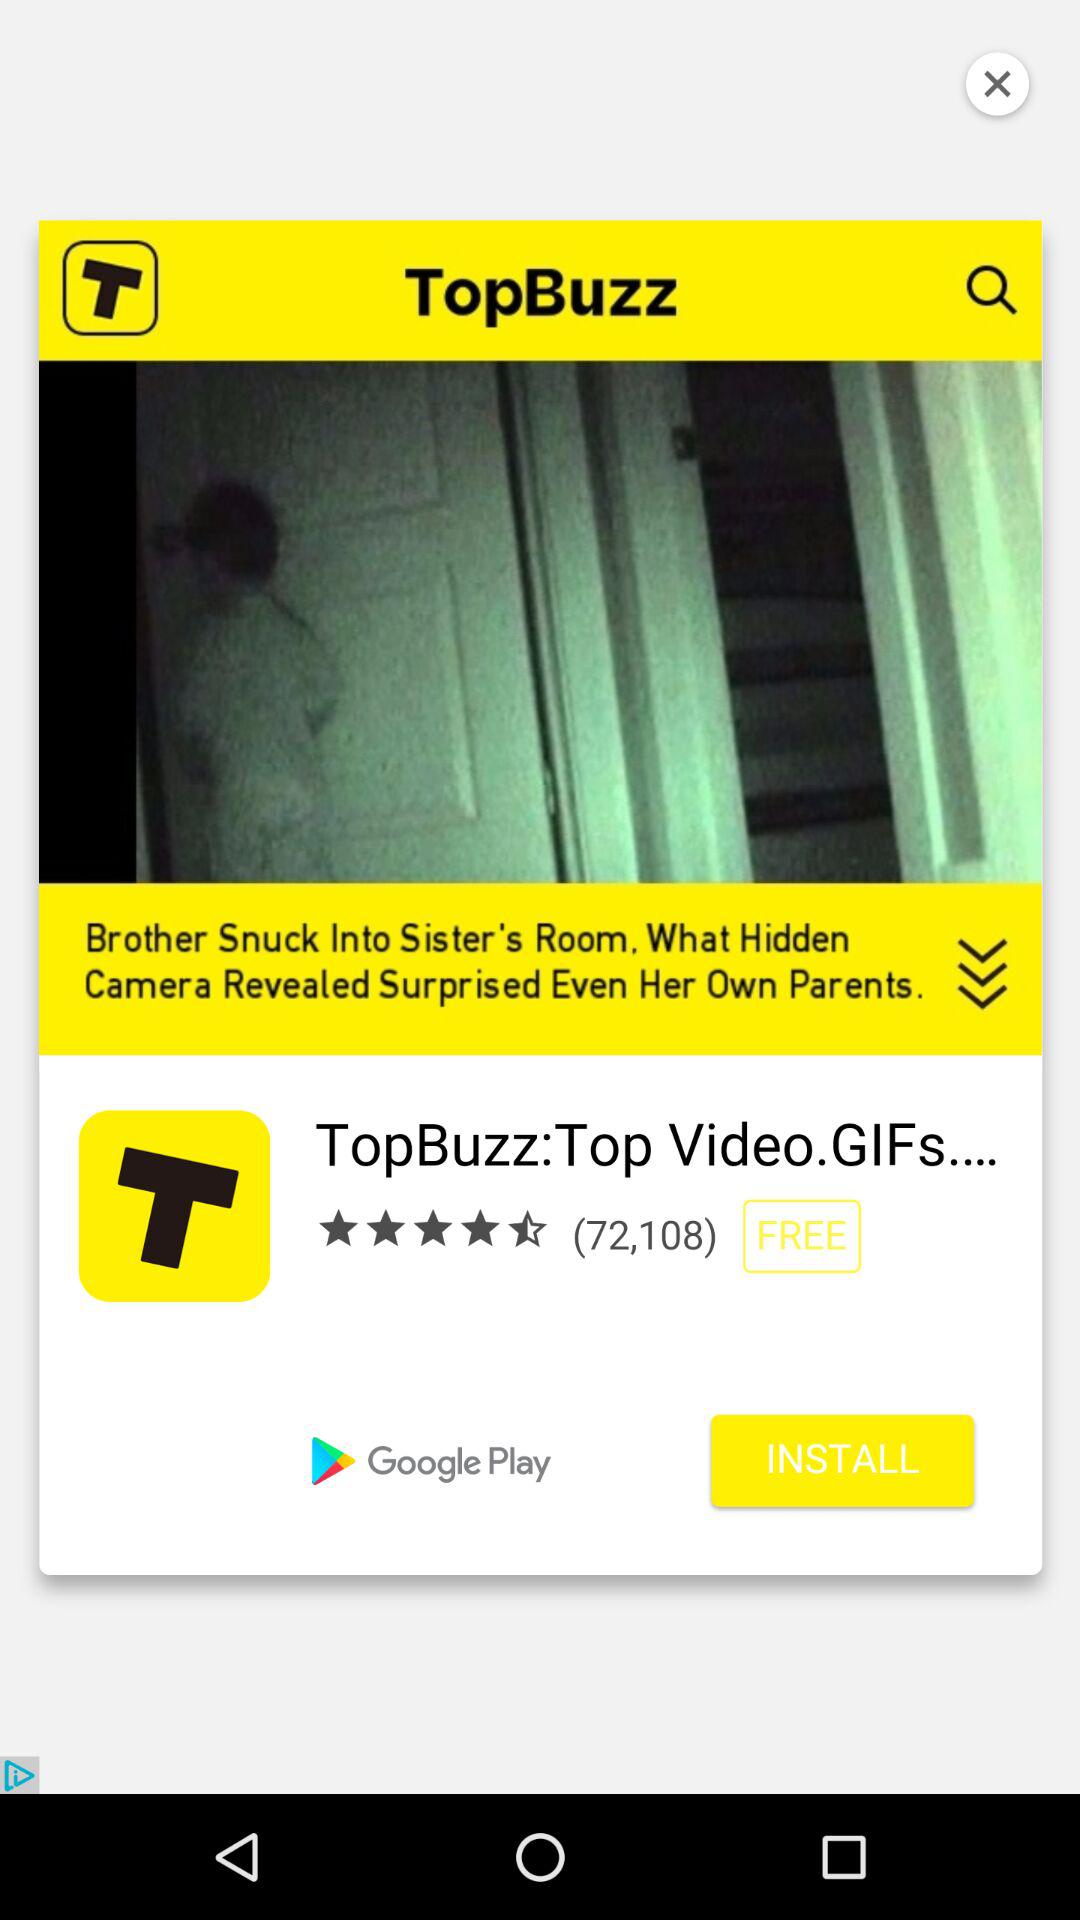 T TopBuzz
Brother Snuck Into Sister's Room, What Hidden
Camera Revealed Surprised Even Her Own Parents.
T
TopBuzz:Top Video.GIFs....
(72,108) FREE
Google Play INSTALL